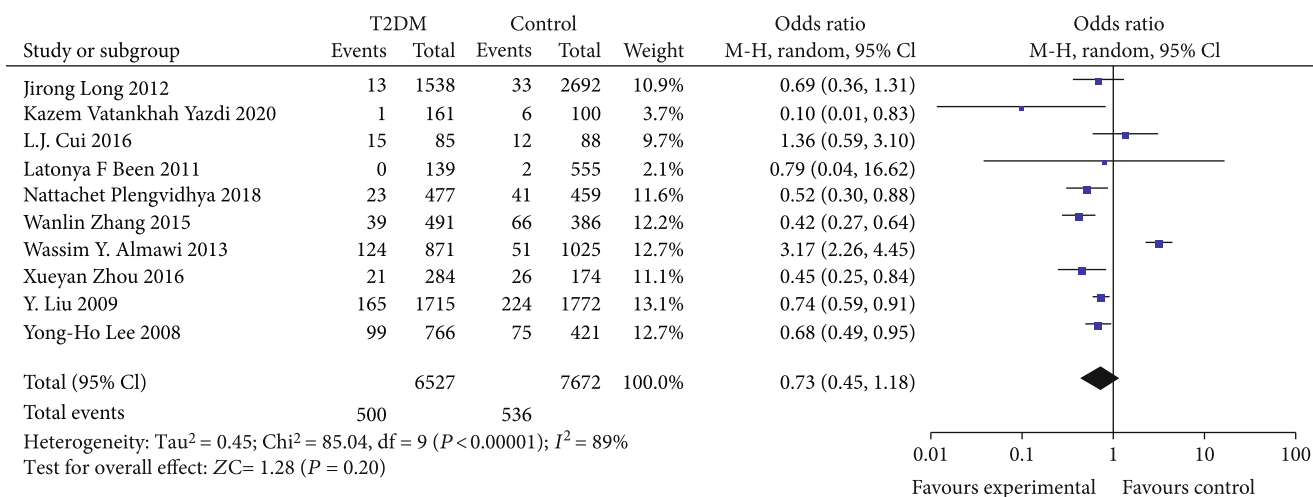 T2DM Control Odds ratio Odds ratio
Study or subgroup Events Total Events Total Weight M-H, random, 95% CI M-H, random, 95% CI
Jirong Long 2012 13 1538 33 2692 10.9% 0.69 (0.36, 1.31)
Kazem Vatankhah Yazdi 2020 1 161 6 100 3.7% 0.10 (0.01, 0.83)
L.J. Cui 2016 15 85 12 88 9.7% 1.36 (0.59, 3.10)
Latonya F Been 2011 0 139 2 555 2.1% 0.79 (0.04, 16.62)
Nattachet Plengvidhya 2018 23 477 41 459 11.6% 0.52 (0.30, 0.88)
Wanlin Zhang 2015 39 491 66 386 12.2% 0.42 (0.27, 0.64)
Wassim Y. Almawi 2013 124 871 51 1025 12.7% 3.17 (2.26, 4.45)
Xueyan Zhou 2016 21 284 26 174 11.1% 0.45 (0.25, 0.84)
Y. Liu 2009 165 1715 224 1772 13.1% 0.74 (0.59, 0.91)
Yong-Ho Lee 2008 99 766 75 421 12.7% 0.68 (0.49, 0.95)
Total (95% CI) 6527 7672 100.0% 0.73 (0.45, 1.18)
Total events 500 536
Heterogeneity: Tau² = 0.45; Chi² = 85.04, df = 9 (P < 0.00001); I² = 89%
Test for overall effect: ZC= 1.28 (P = 0.20)
0.01 0.1 1 10 100
Favours experimental Favours control